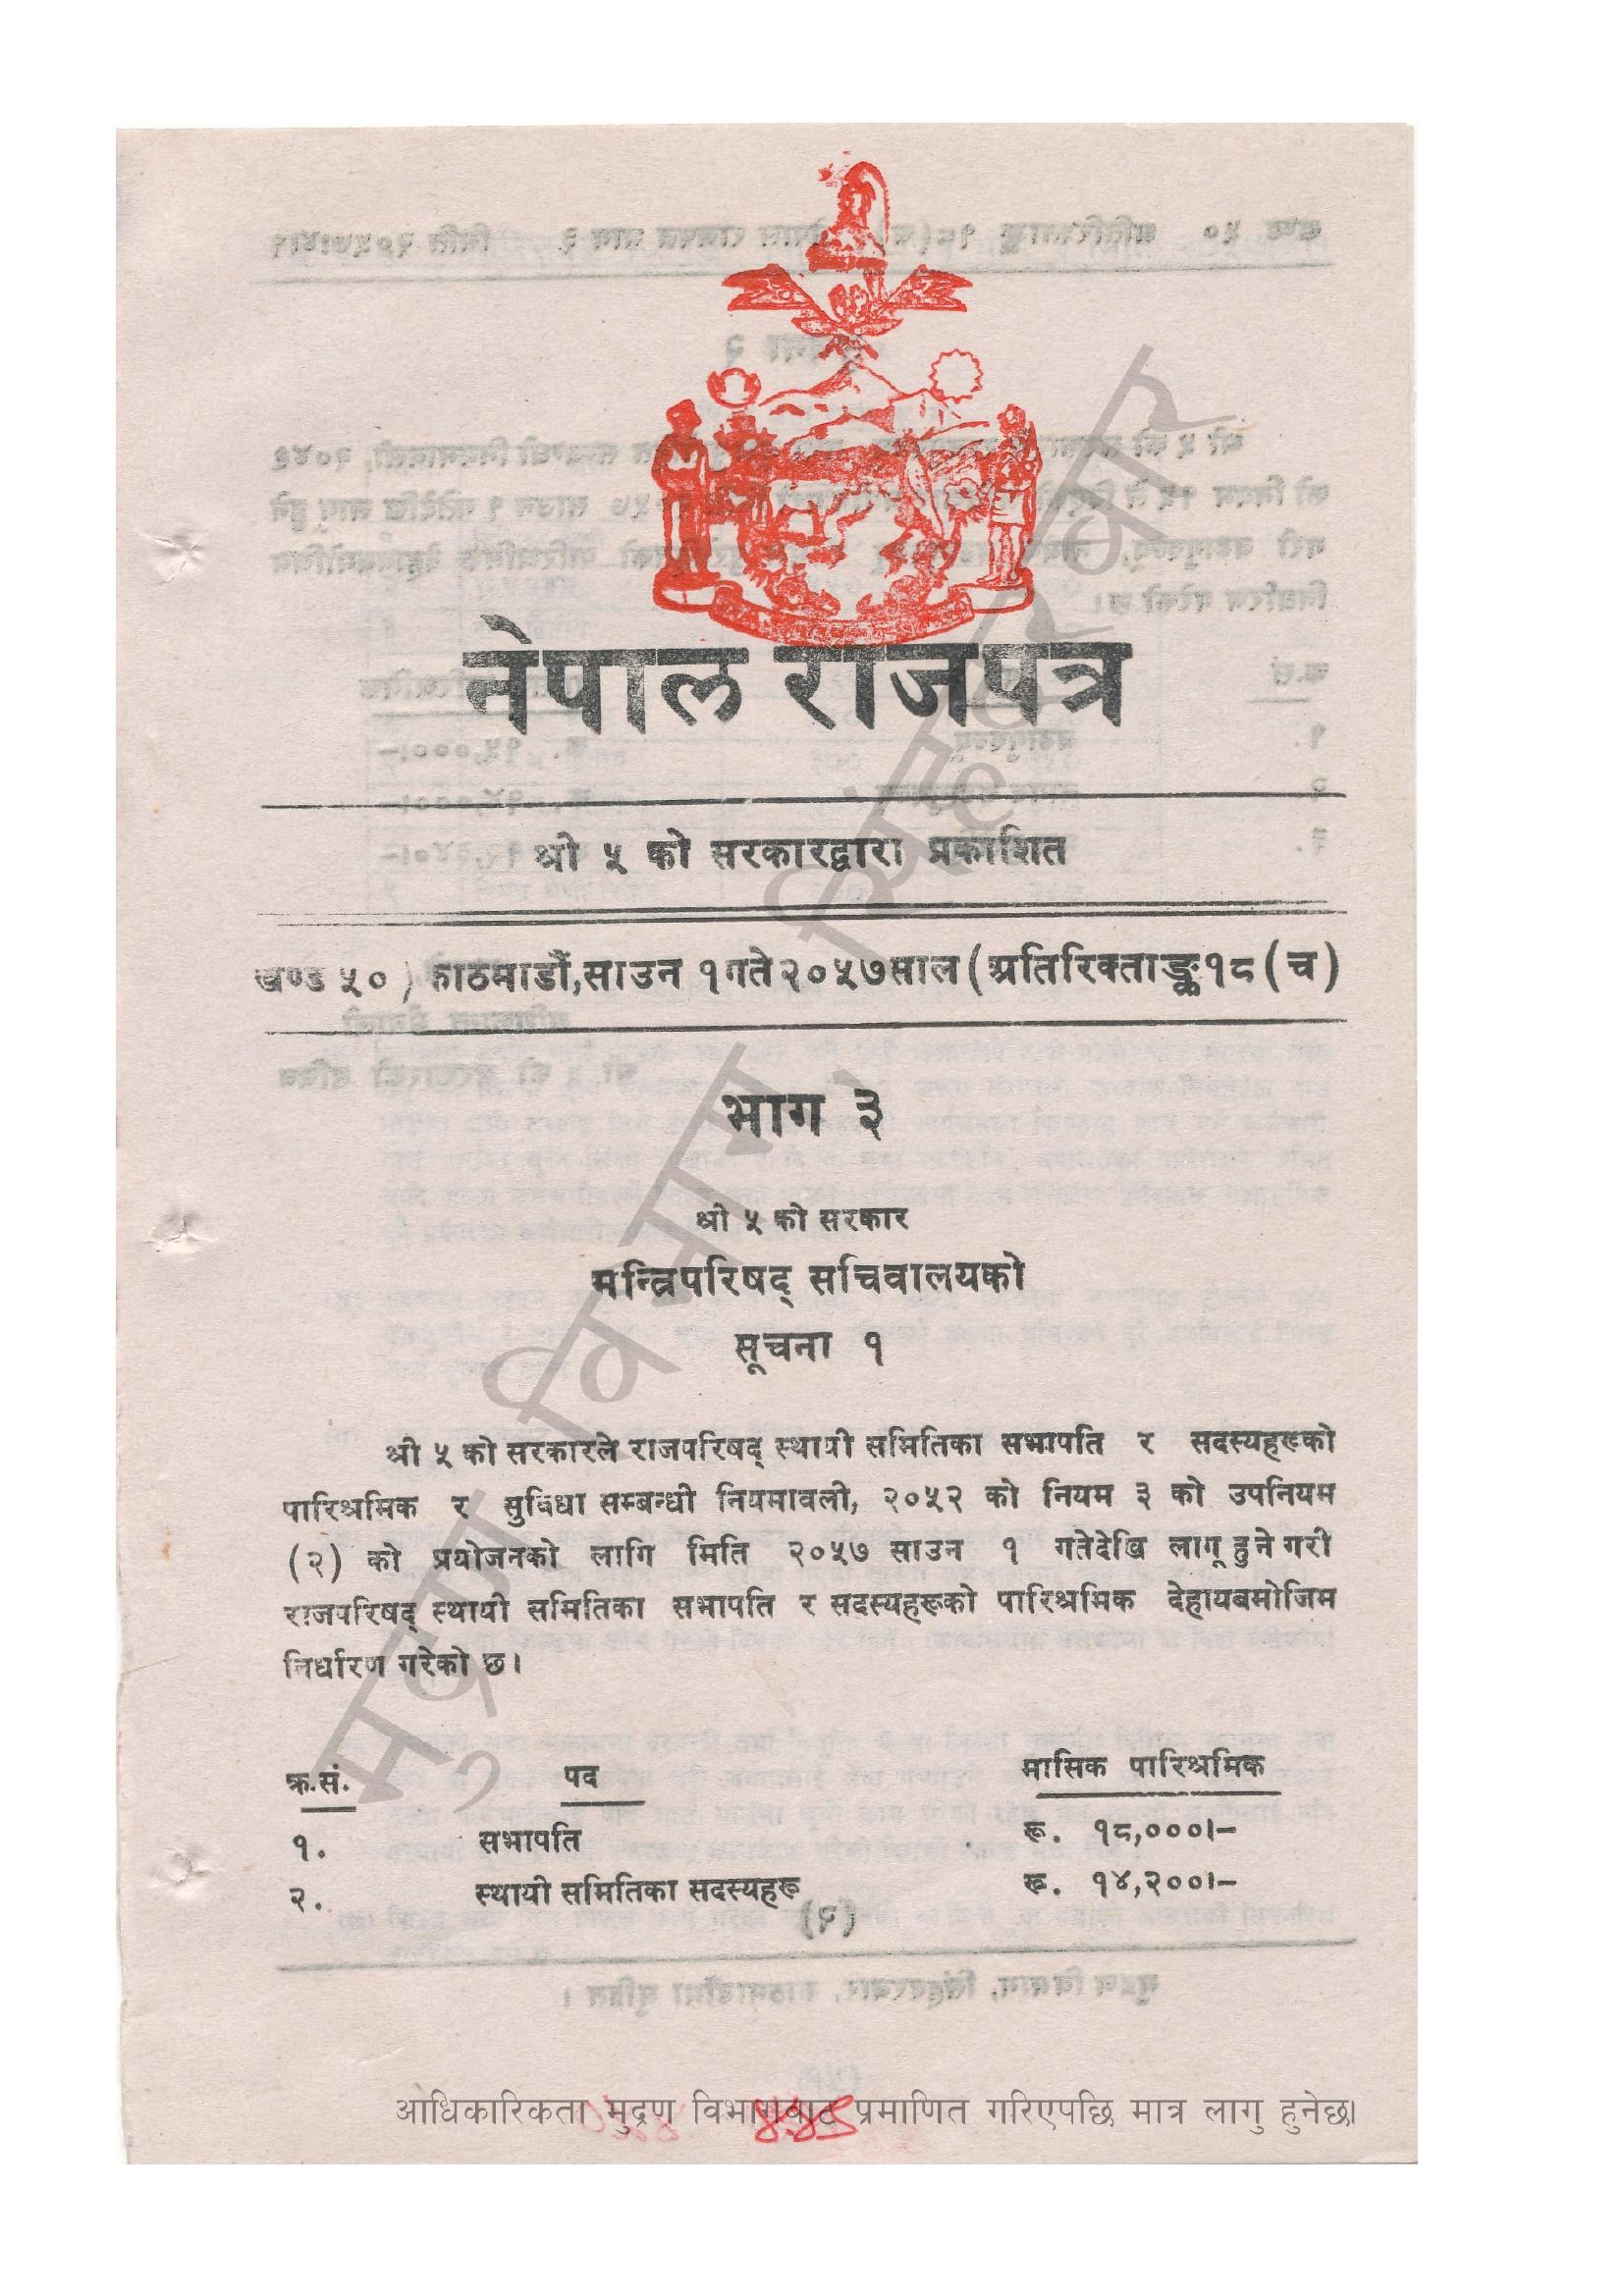 नेपाल राजपत्र
श्री ५ को सरकारद्वारा प्रकाशित
खण्ड ५०) काठमाडौं, साउन १ गते २०५७ साल (अतिरिक्ताङ्क १८ (च)
भाग ३
श्री ५ को सरकार
मन्त्रिपरिषद् सचिवालयको
सूचना १
श्री ५ को सरकारले राजपरिषद् स्थायी समितिका सभापति र सदस्यहरूको
पारिश्रमिक र सुविधा सम्बन्धी नियमावली, २०५२ को नियम ३ को उपनियम
(२) को प्रयोजनको लागि मिति २०५७ साउन १ गतेदेखि लागू हुने गरी
राजपरिषद् स्थायी समितिका सभापति र सदस्यहरूको पारिश्रमिक देहायबमोजिम
निर्धारण गरेको छ।
क्र.सं. पद मासिक पारिश्रमिक
१. सभापति रू. १८,०००।–
२. स्थायी समितिका सदस्यहरू रू. १४,२००।–
मुद्रण विभाग, सिंहदरबार
आधिकारिकता मुद्रण विभागबाट प्रमाणित गरिएपछि मात्र लागु हुनेछ।